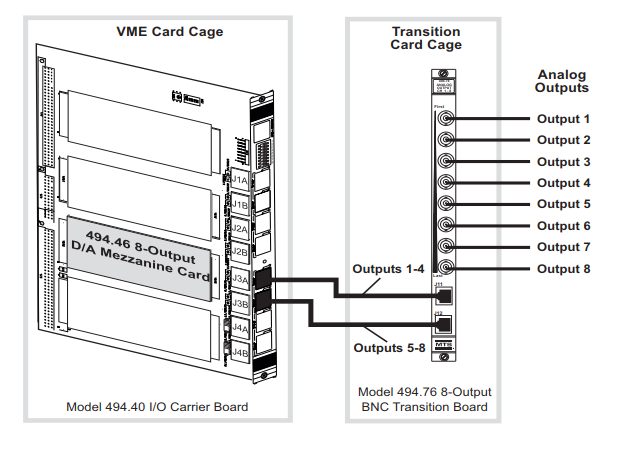 VME Card Cage
Transition
Card Cage
Analog
Outputs
ANALOG
OUTPUT
First
Output 1
Output 2
Output 3
Output 4
Output 5
Output 6
Output 7
Output 8
Last
J1A
J1B
J2A
J2B
J3A
J3B
J4A
J4B
494.46 8-Output
D/A Mezzanine Card
Outputs 1-4
Outputs 5-8
J11
J12
MTS
Model 494.40 I/O Carrier Board
Model 494.76 8-Output
BNC Transition Board